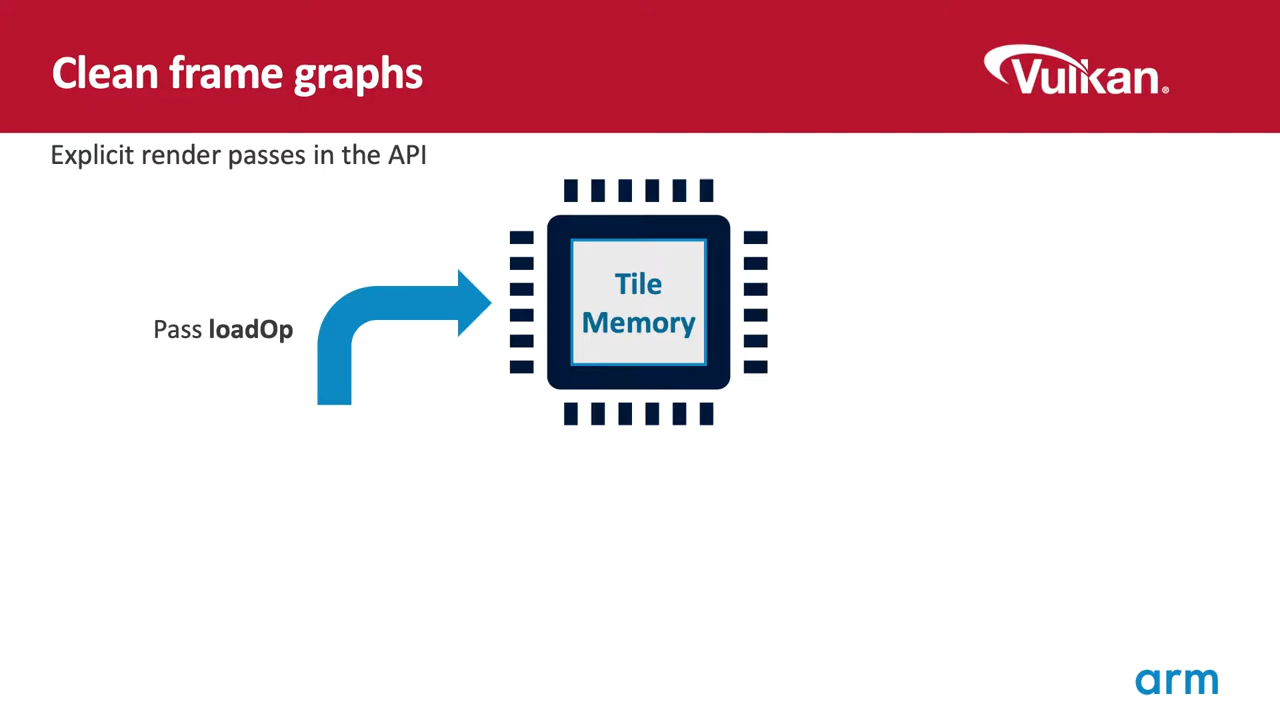 Clean frame graphs
Vulkan®
Explicit render passes in the API
Tile
Memory
Pass loadOp
arm